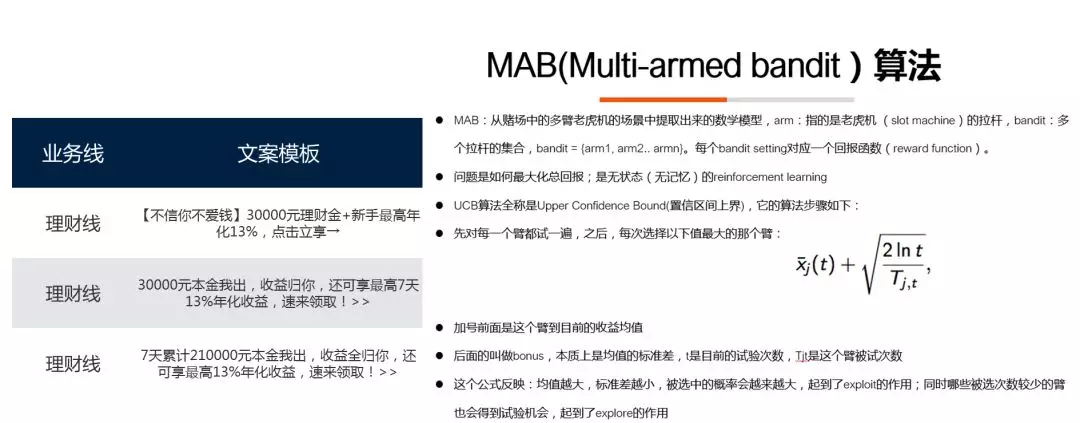 MAB(Multi-armed bandit）算法
业务线 文案模板
理财线 【不信你不爱钱】30000元理财金+新手最高年
化13%，点击立享→
理财线 30000元本金我出，收益归你，还可享最高7天
13%年化收益，速来领取！>>
理财线 7天累计210000元本金我出，收益全归你，还
可享最高13%年化收益，速来领取！>>
● MAB：从赌场中的多臂老虎机的场景中提取出来的数学模型，arm：指的是老虎机 （slot machine）的拉杆，bandit：多
个拉杆的集合，bandit = {arm1, arm2.. armn}。每个bandit setting对应一个回报函数（reward function）。
● 问题是如何最大化总回报；是无状态（无记忆）的reinforcement learning
● UCB算法全称是Upper Confidence Bound(置信区间上界)，它的算法步骤如下：
● 先对每一个臂都试一遍，之后，每次选择以下值最大的那个臂：
x̄j(t) + √(2 ln t / Tj,t),
● 加号前面是这个臂到目前的收益均值
● 后面的叫做bonus，本质上是均值的标准差，t是目前的试验次数，Tjt是这个臂被试次数
● 这个公式反映：均值越大，标准差越小，被选中的概率会越来越大，起到了exploit的作用；同时哪些被选次数较少的臂
也会得到试验机会，起到了explore的作用